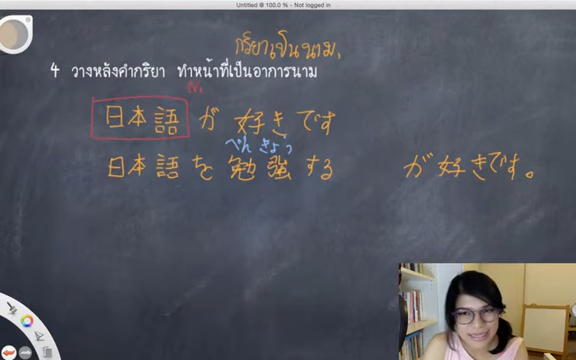 Untitled @ 100.0 % - Not logged in
กริยาเป็นนาม,
4 วางหลังคำกริยา ทำหน้าที่เป็นอาการนาม
N.
日本語 が 好きです
べんきょう
日本語 を 勉強する が好きです。